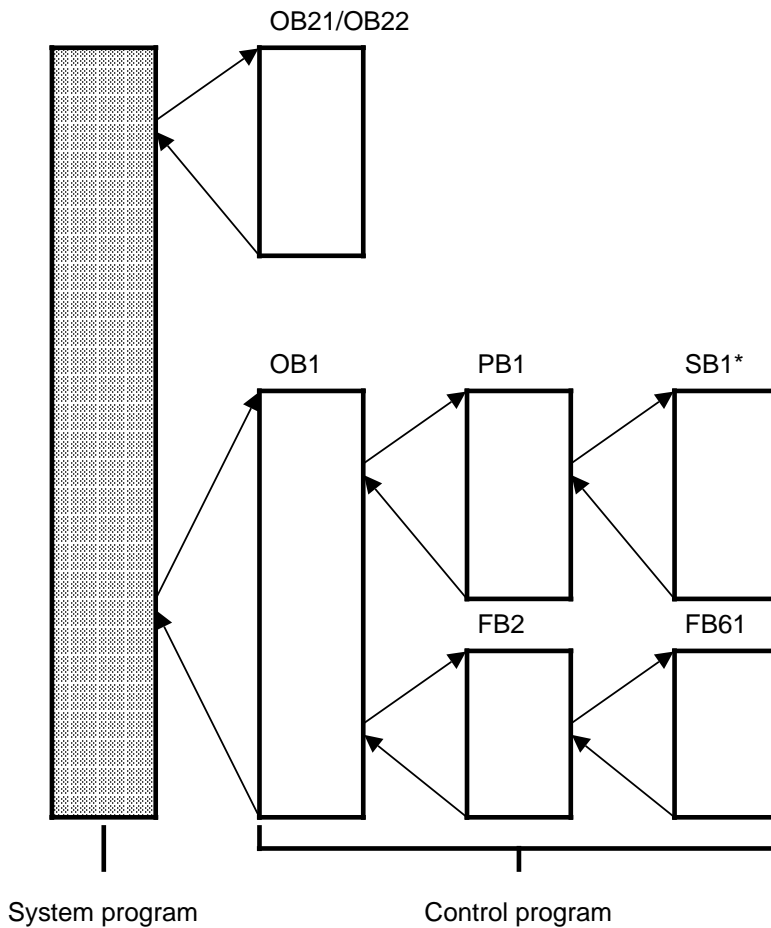 OB21/OB22
OB1
PB1
SB1*
FB2
FB61
System program
Control program